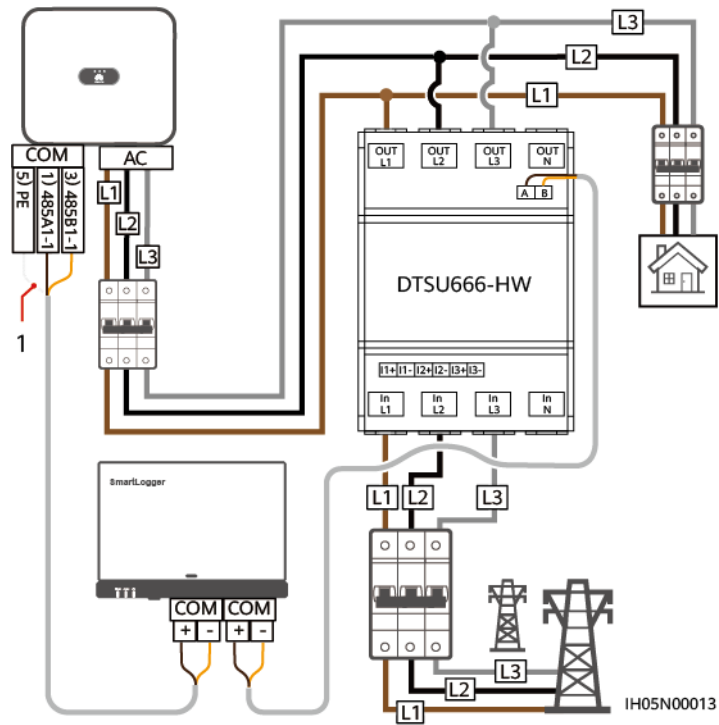 L3
L2
L1
COM
AC
5) PE
1) 485A1-1
3) 485B1-1
L1
L2
L3
1
OUT L1
OUT L2
OUT L3
OUT N
A B
DTSU666-HW
I1+ I1- I2+ I2- I3+ I3-
In L1
In L2
In L3
In N
L1
L2
L3
SmartLogger
COM COM
+ - + -
L3
L2
L1
IH05N00013